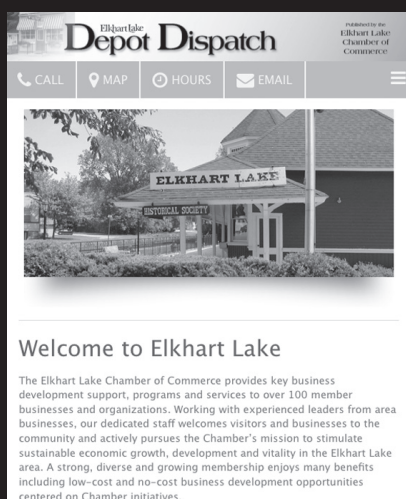 Elkhart Lake
Depot Dispatch
Published by the
Elkhart Lake
Chamber of
Commerce
CALL MAP HOURS EMAIL
ELKHART LAKE
HISTORICAL SOCIETY
Welcome to Elkhart Lake
The Elkhart Lake Chamber of Commerce provides key business
development support, programs and services to over 100 member
businesses and organizations. Working with experienced leaders from area
businesses, our dedicated staff welcomes visitors and businesses to the
community and actively pursues the Chamber's mission to stimulate
sustainable economic growth, development and vitality in the Elkhart Lake
area. A strong, diverse and growing membership enjoys many benefits
including low-cost and no-cost business development opportunities
centered on Chamber initiatives.